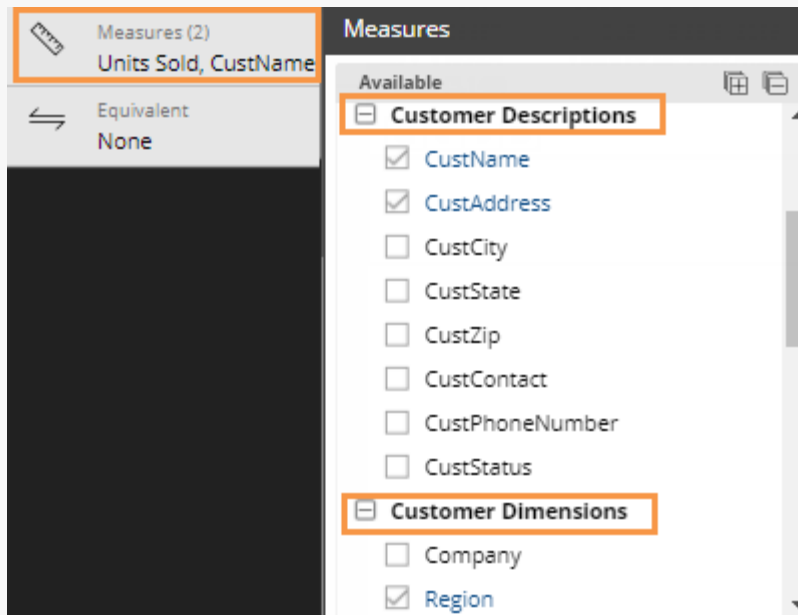 Measures (2)
Units Sold, CustName
Equivalent
None
Measures
Available
Customer Descriptions
CustName
CustAddress
CustCity
CustState
CustZip
CustContact
CustPhoneNumber
CustStatus
Customer Dimensions
Company
Region